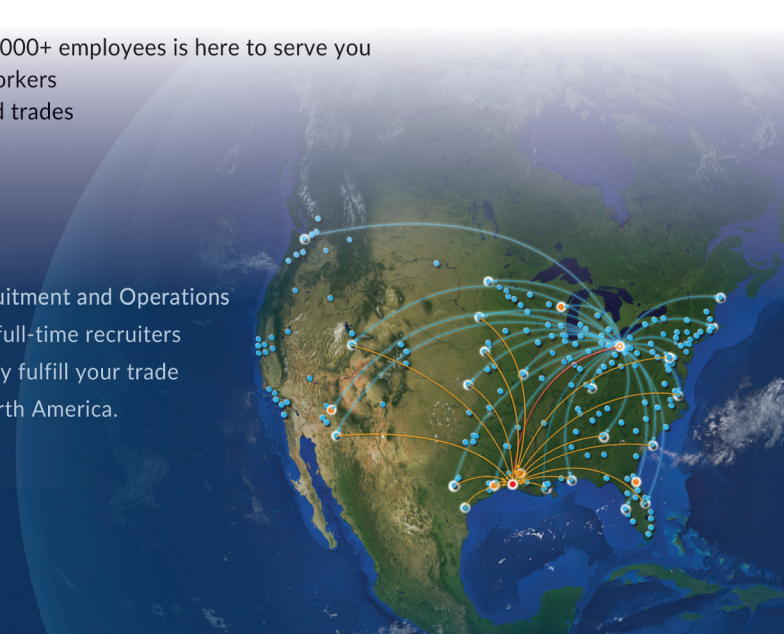 000+ employees is here to serve you
orkers
d trades
uitment and Operations
full-time recruiters
y fulfill your trade
rth America.